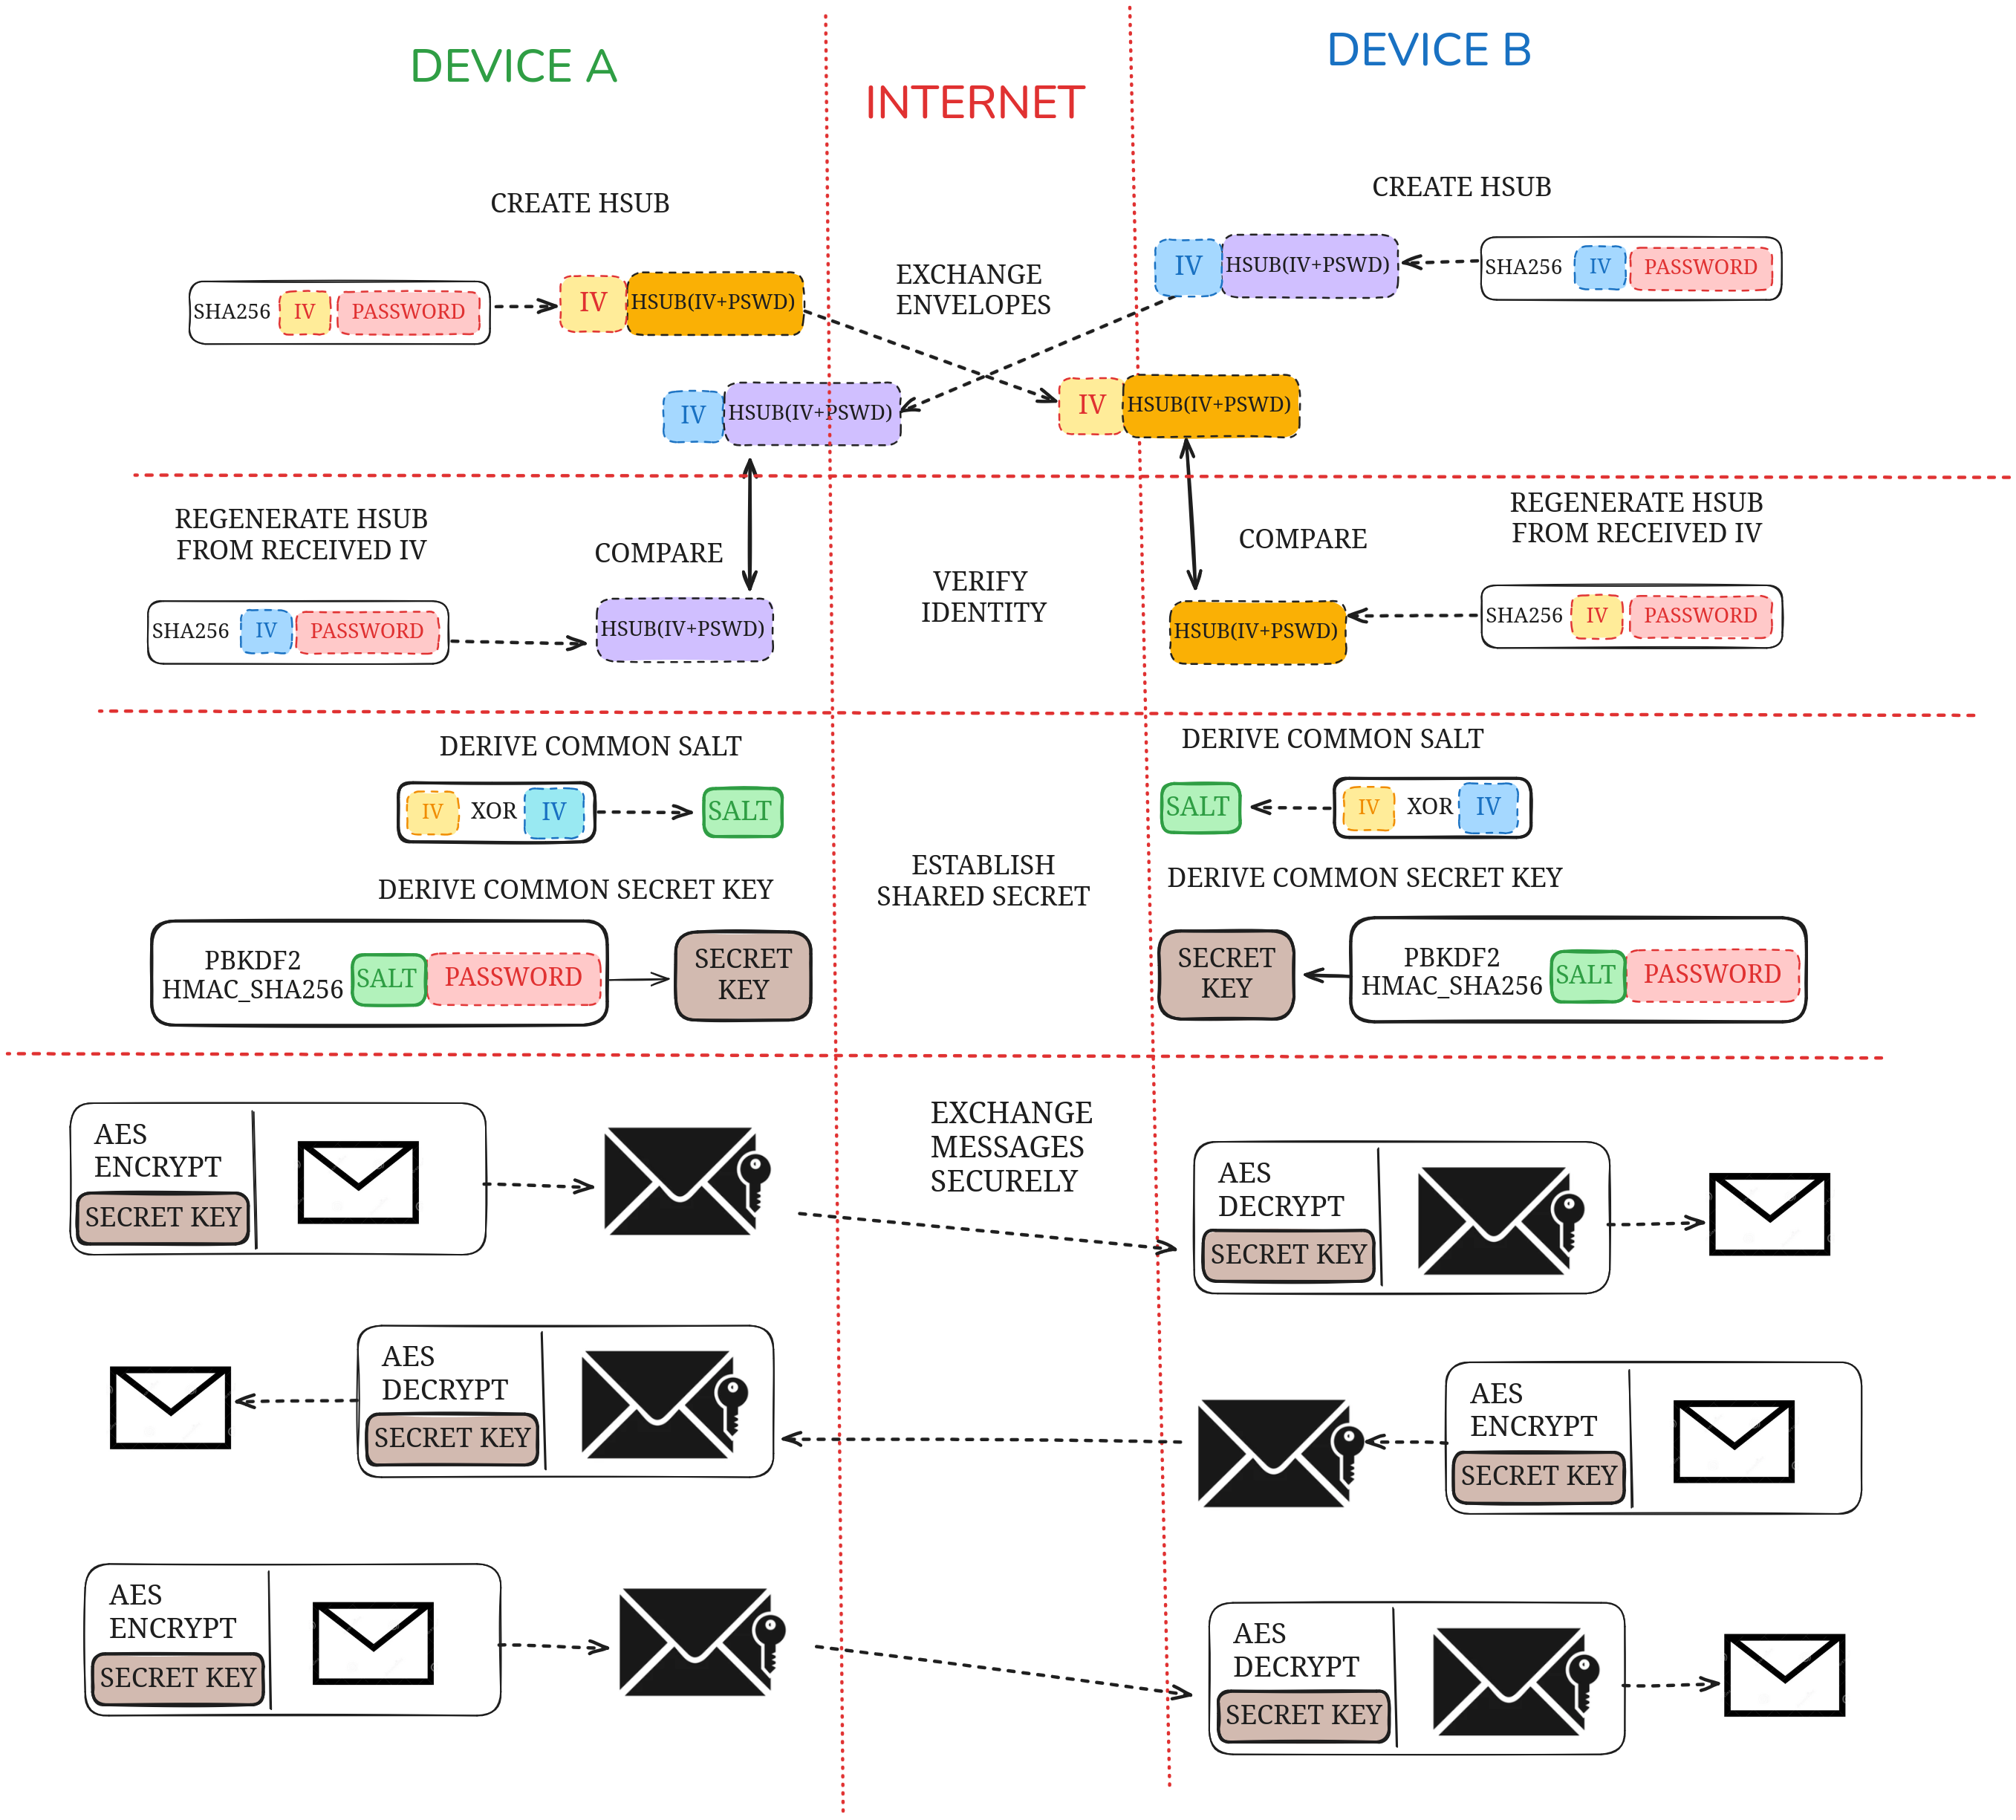 DEVICE A
DEVICE B
INTERNET
CREATE HSUB
CREATE HSUB
EXCHANGE
ENVELOPES
SHA256 IV PASSWORD
IV HSUB(IV+PSWD)
IV HSUB(IV+PSWD)
SHA256 IV PASSWORD
IV HSUB(IV+PSWD)
IV HSUB(IV+PSWD)
REGENERATE HSUB
FROM RECEIVED IV
COMPARE
VERIFY
IDENTITY
COMPARE
REGENERATE HSUB
FROM RECEIVED IV
SHA256 IV PASSWORD
HSUB(IV+PSWD)
HSUB(IV+PSWD)
SHA256 IV PASSWORD
DERIVE COMMON SALT
DERIVE COMMON SALT
IV XOR IV
SALT
SALT
IV XOR IV
ESTABLISH
SHARED SECRET
DERIVE COMMON SECRET KEY
DERIVE COMMON SECRET KEY
PBKDF2
HMAC_SHA256
SALT PASSWORD
SECRET
KEY
SECRET
KEY
PBKDF2
HMAC_SHA256
SALT PASSWORD
EXCHANGE
MESSAGES
SECURELY
AES
ENCRYPT
SECRET KEY
AES
DECRYPT
SECRET KEY
AES
DECRYPT
SECRET KEY
AES
ENCRYPT
SECRET KEY
AES
ENCRYPT
SECRET KEY
AES
DECRYPT
SECRET KEY